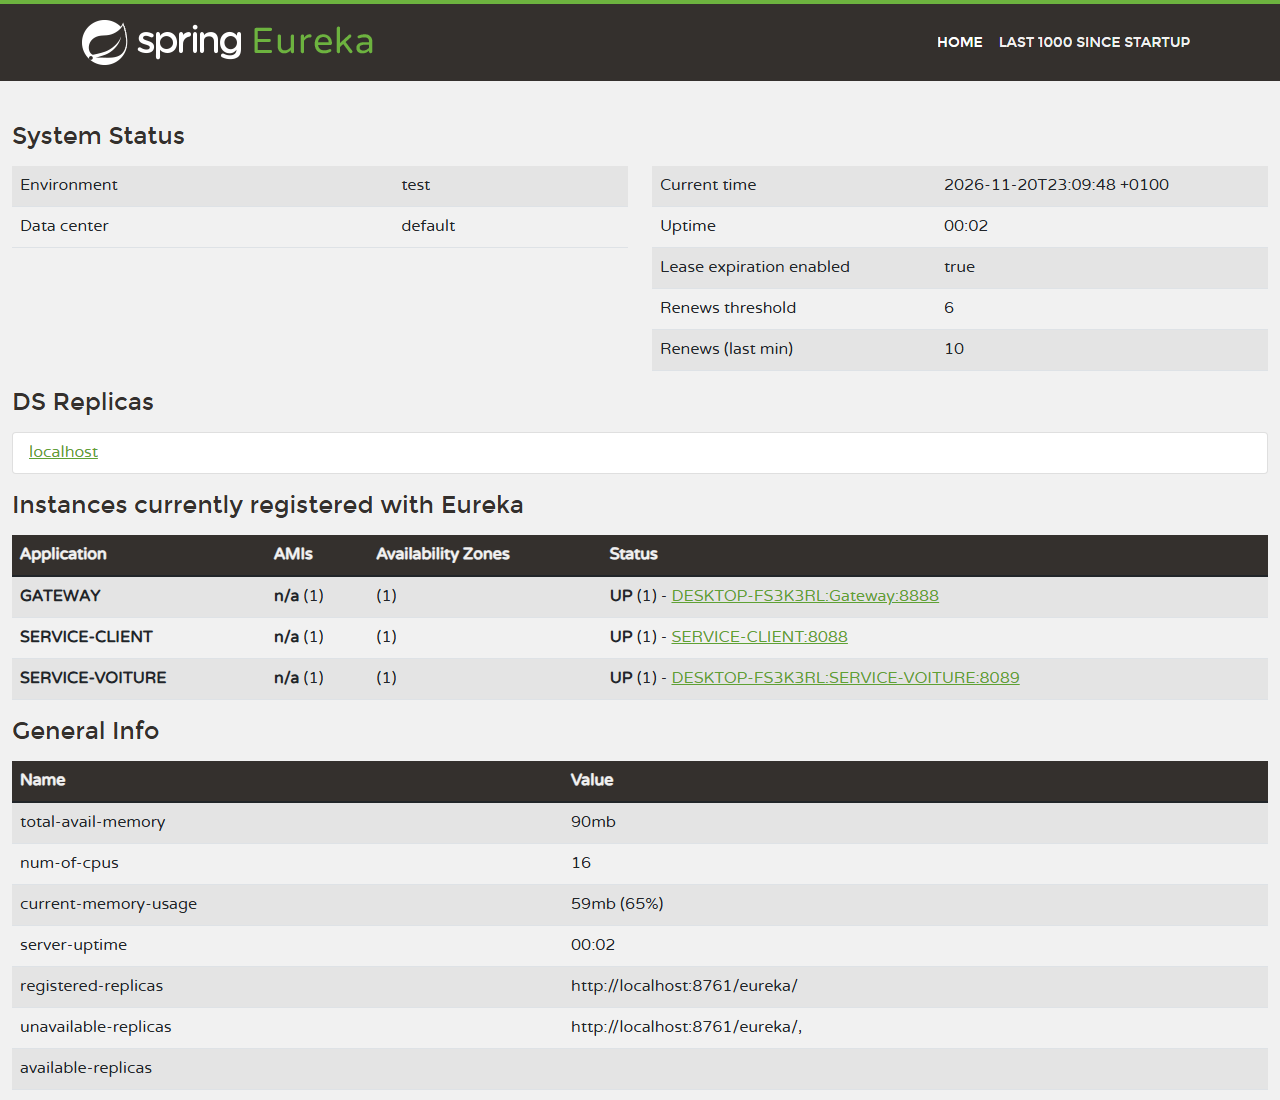 spring Eureka
HOME LAST 1000 SINCE STARTUP
System Status
Environment test
Data center default
Current time 2026-11-20T23:09:48 +0100
Uptime 00:02
Lease expiration enabled true
Renews threshold 6
Renews (last min) 10
DS Replicas
localhost
Instances currently registered with Eureka
Application AMIs Availability Zones Status
GATEWAY n/a (1) (1) UP (1) - DESKTOP-FS3K3RL:Gateway:8888
SERVICE-CLIENT n/a (1) (1) UP (1) - SERVICE-CLIENT:8088
SERVICE-VOITURE n/a (1) (1) UP (1) - DESKTOP-FS3K3RL:SERVICE-VOITURE:8089
General Info
Name Value
total-avail-memory 90mb
num-of-cpus 16
current-memory-usage 59mb (65%)
server-uptime 00:02
registered-replicas http://localhost:8761/eureka/
unavailable-replicas http://localhost:8761/eureka/,
available-replicas